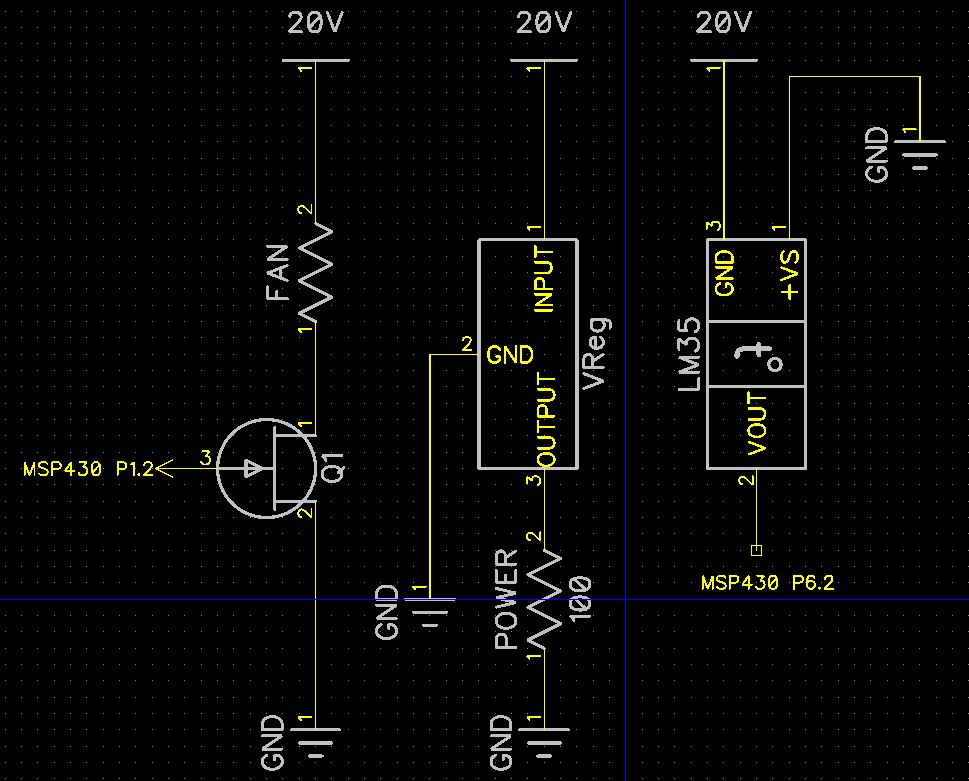 20V
20V
20V
1
1
1
1
GND
2
1
3
1
FAN
INPUT
GND
+VS
1
2
GND
VReg
LM35
t°
OUTPUT
VOUT
1
MSP430 P1.2
3
Q1
2
3
2
2
POWER
100
MSP430 P6.2
1
GND
1
1
GND
1
GND